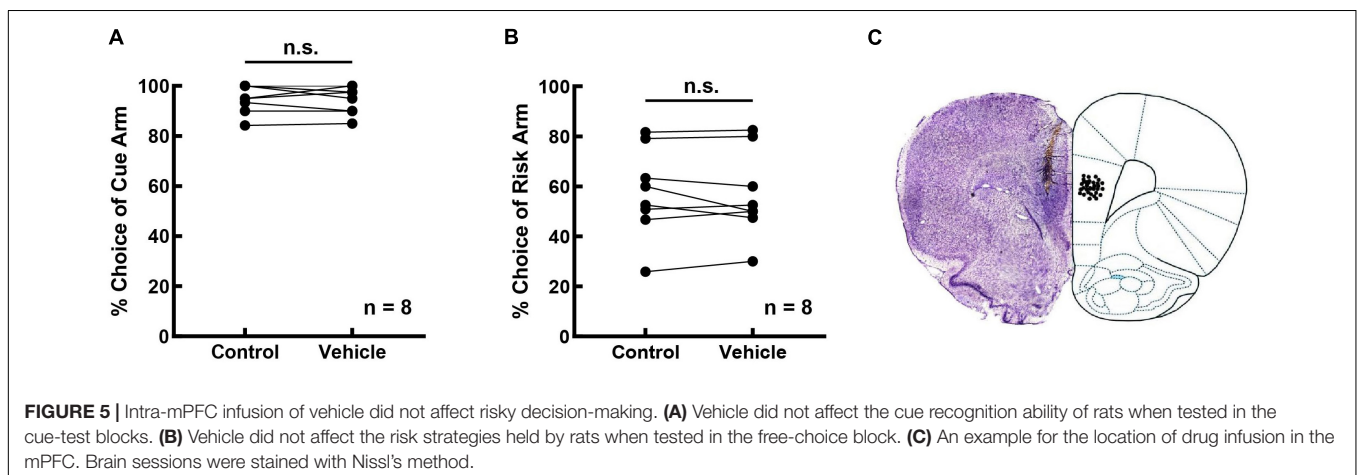 A
n.s.
100
80
60
40
20
0
% Choice of Cue Arm
n = 8
Control Vehicle
B
n.s.
100
80
60
40
20
0
% Choice of Risk Arm
n = 8
Control Vehicle
C
FIGURE 5 | Intra-mPFC infusion of vehicle did not affect risky decision-making. (A) Vehicle did not affect the cue recognition ability of rats when tested in the
cue-test blocks. (B) Vehicle did not affect the risk strategies held by rats when tested in the free-choice block. (C) An example for the location of drug infusion in the
mPFC. Brain sessions were stained with Nissl's method.